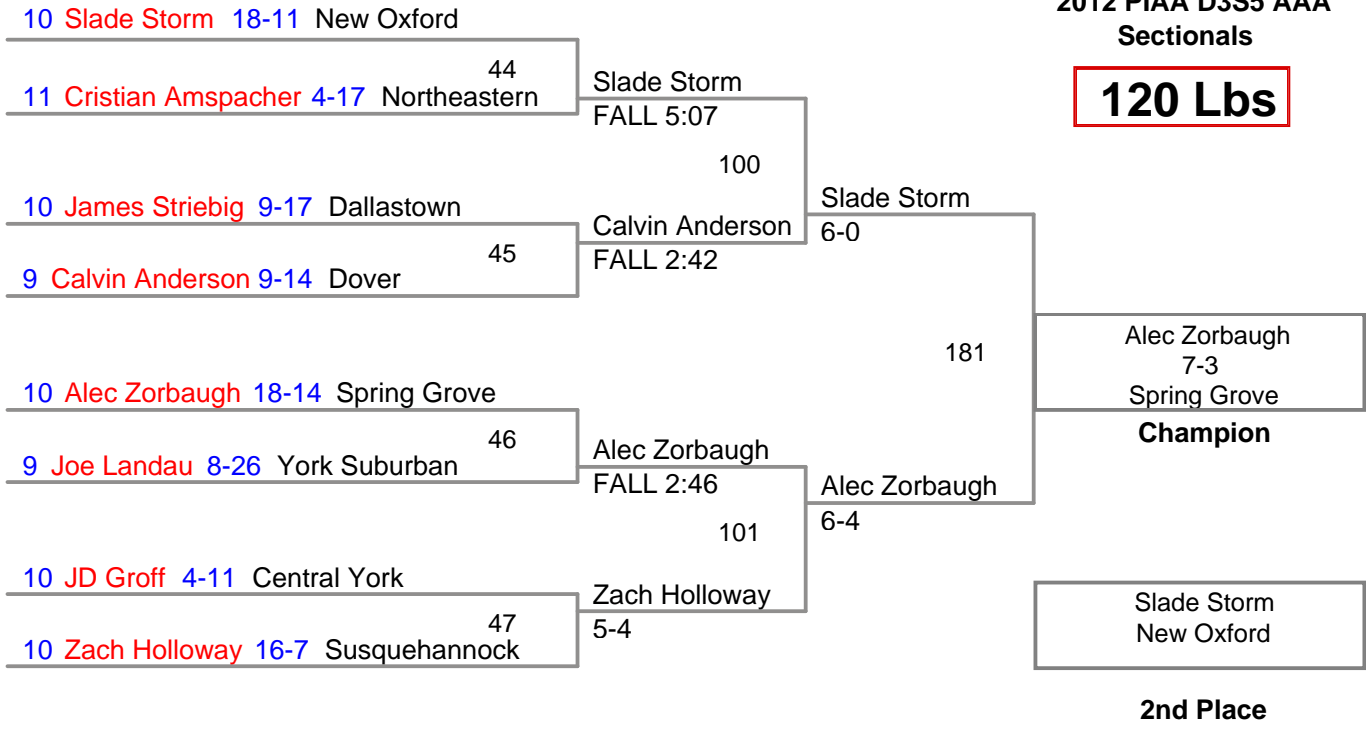 2012 PIAA D3S5 AAA
Sectionals
120 Lbs
10 Slade Storm 18-11 New Oxford
44
11 Cristian Amspacher 4-17 Northeastern
Slade Storm
FALL 5:07
100
10 James Striebig 9-17 Dallastown
45
9 Calvin Anderson 9-14 Dover
Calvin Anderson
FALL 2:42
Slade Storm
6-0
181
10 Alec Zorbaugh 18-14 Spring Grove
46
9 Joe Landau 8-26 York Suburban
Alec Zorbaugh
FALL 2:46
101
10 JD Groff 4-11 Central York
47
10 Zach Holloway 16-7 Susquehannock
Zach Holloway
5-4
Alec Zorbaugh
6-4
Alec Zorbaugh
7-3
Spring Grove
Champion
Slade Storm
New Oxford
2nd Place